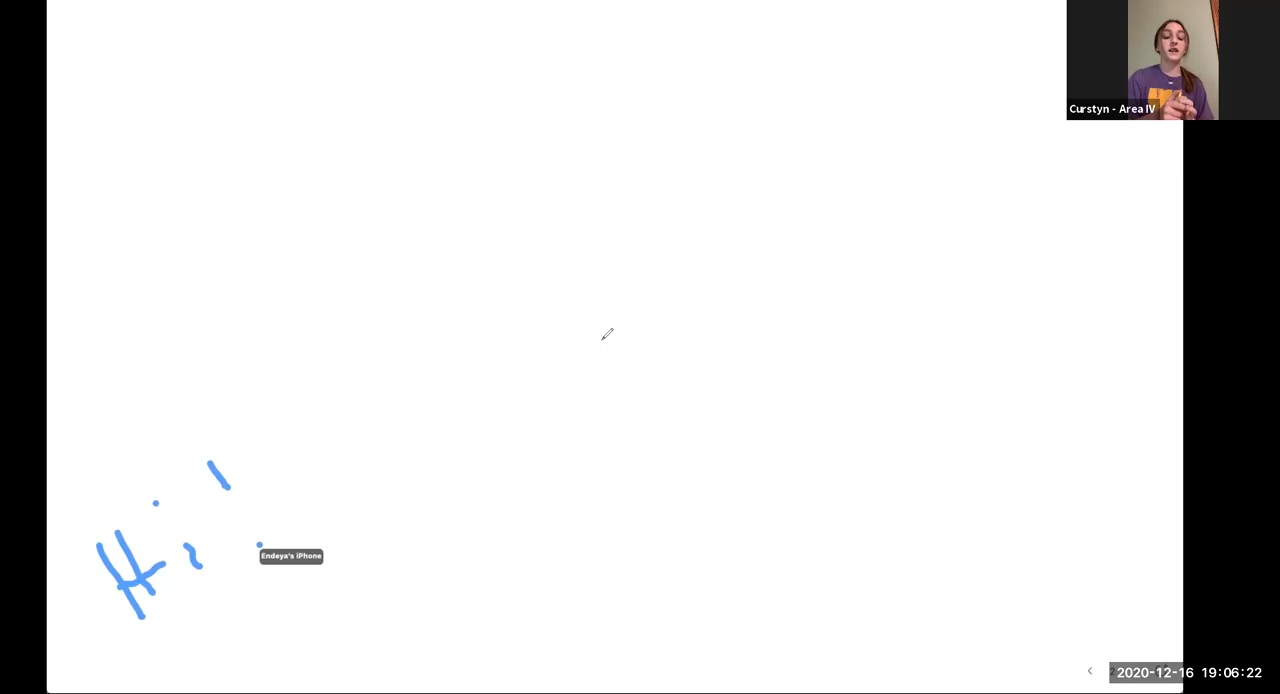 Curstyn - Area IV
Hi!
Endeya's iPhone
2020-12-16 19:06:22